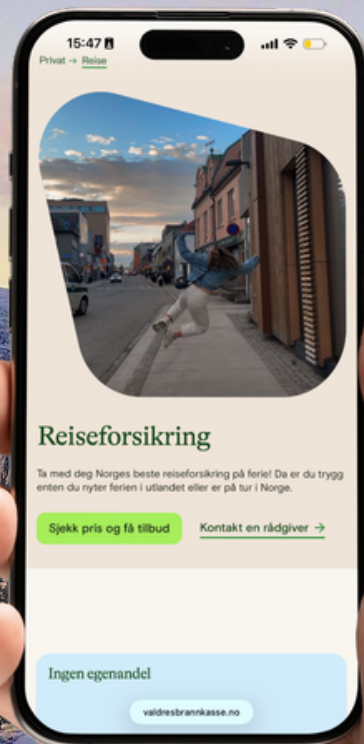 15:47
Privat → Reise
Reiseforsikring
Ta med deg Norges beste reiseforsikring på ferie! Da er du trygg
enten du nyter ferien i utlandet eller er på tur i Norge.
Sjekk pris og få tilbud
Kontakt en rådgiver →
Ingen egenandel
valdresbrannkasse.no